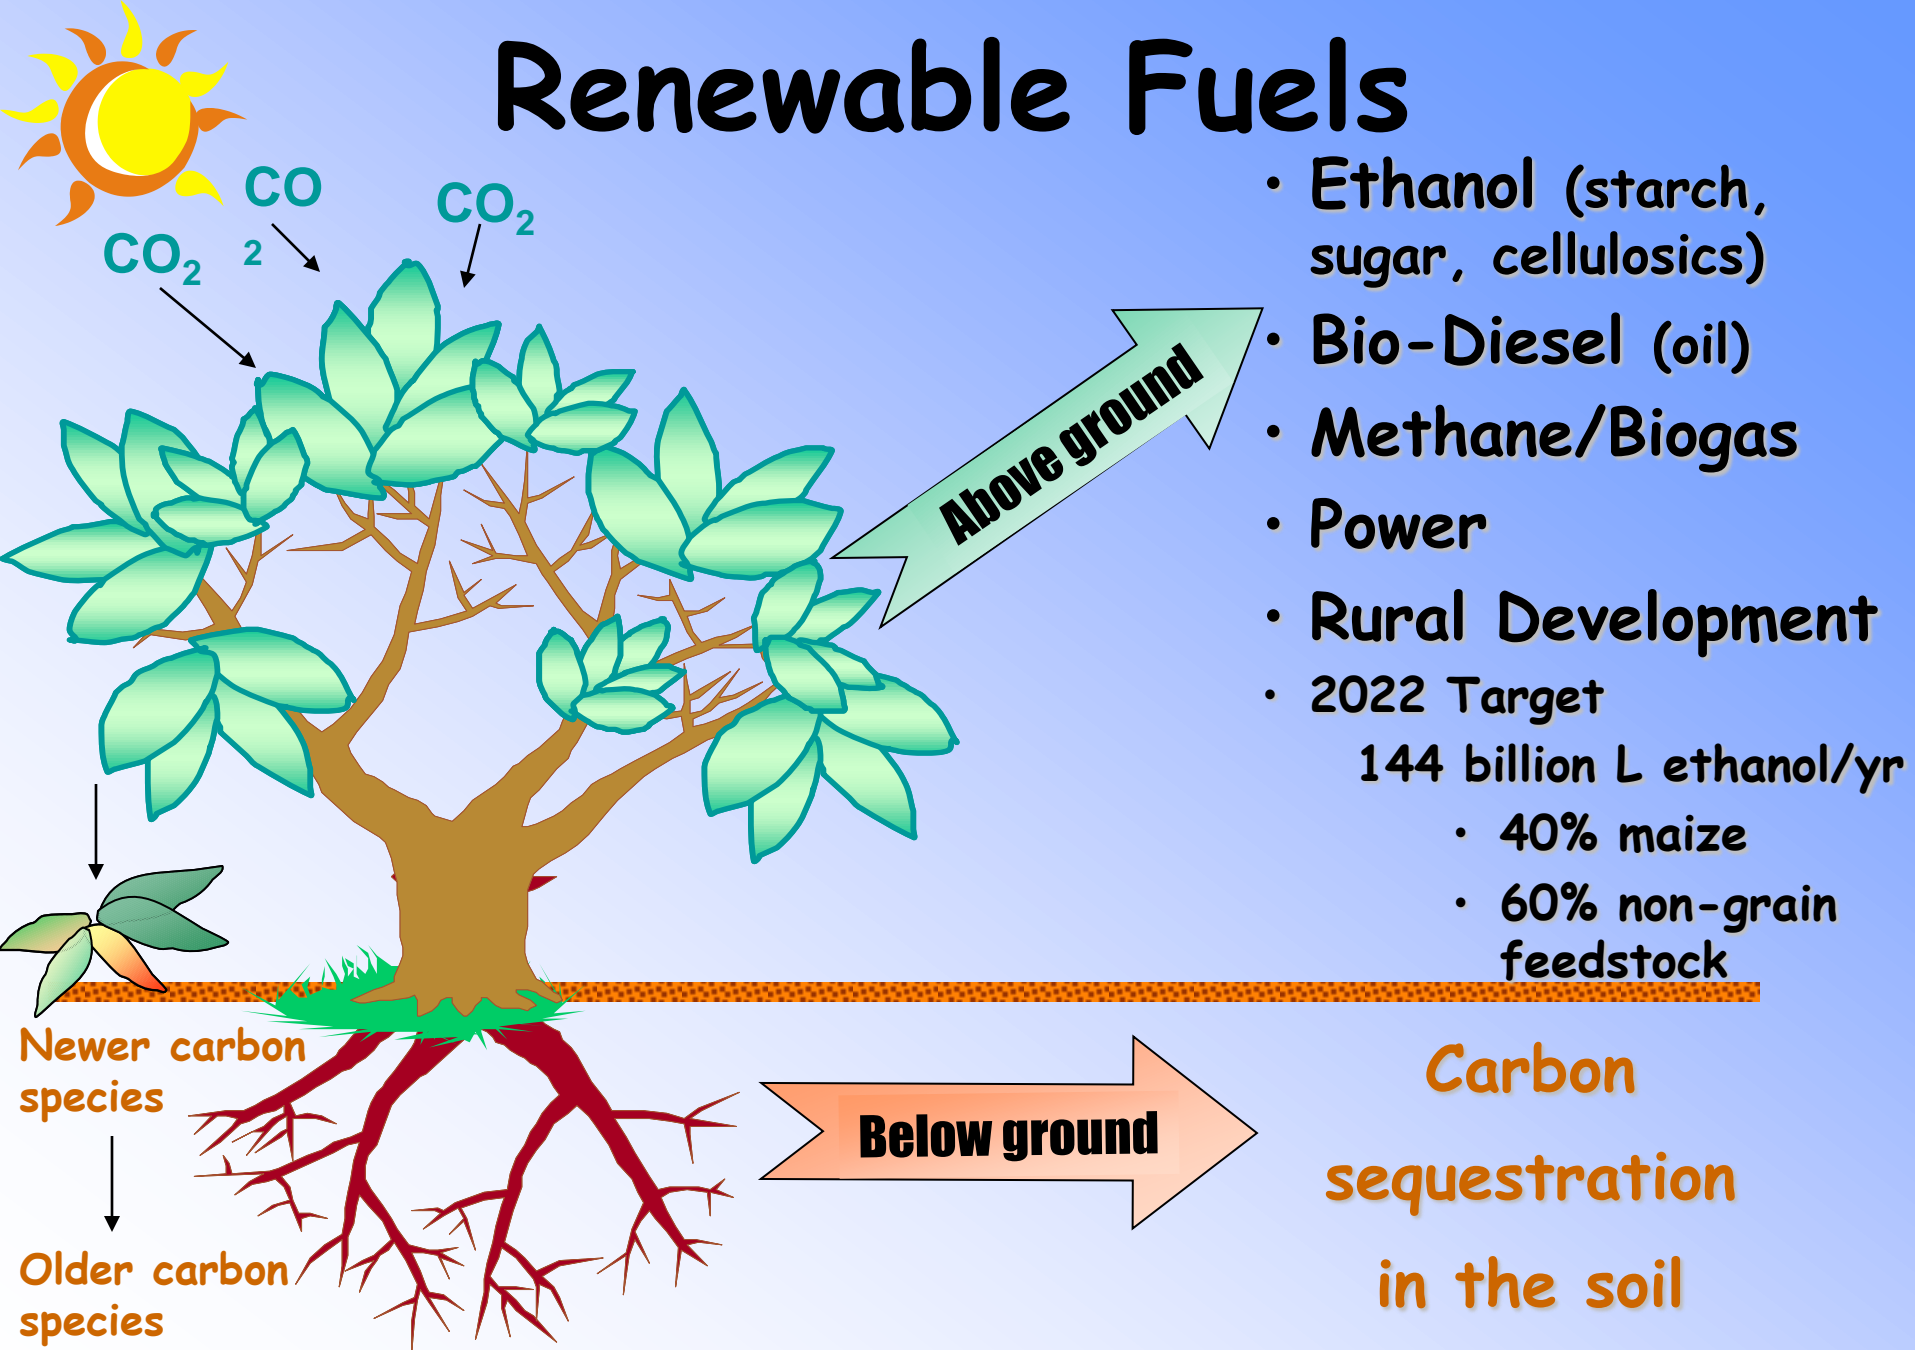 Renewable Fuels
CO
2
CO₂
CO₂
• Ethanol (starch,
sugar, cellulosics)
• Bio-Diesel (oil)
• Methane/Biogas
• Power
• Rural Development
• 2022 Target
144 billion L ethanol/yr
• 40% maize
• 60% non-grain
feedstock
Above ground
Newer carbon
species
Older carbon
species
Below ground
Carbon
sequestration
in the soil